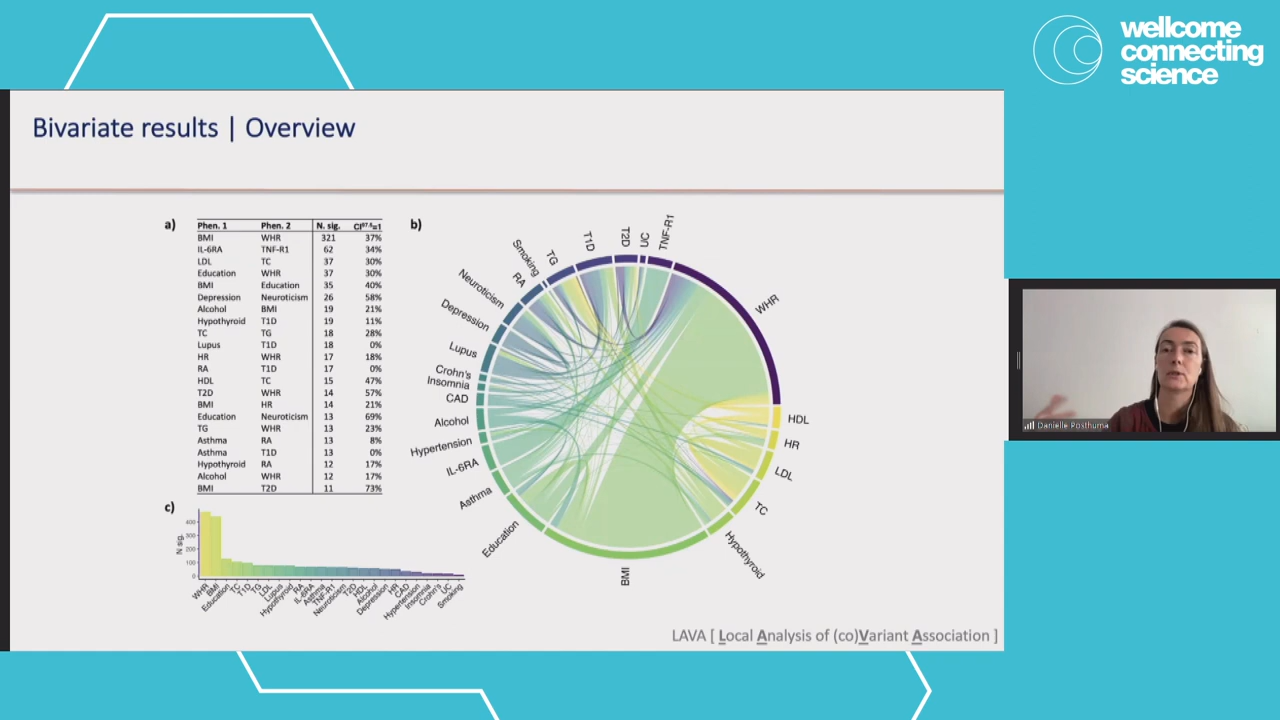 wellcome
connecting
science
Bivariate results | Overview
a)
Phen. 1 Phen. 2 N. sig. CI97.5=1
BMI WHR 321 37%
IL-6RA TNF-R1 62 34%
LDL TC 37 30%
Education WHR 37 30%
BMI Education 35 40%
Depression Neuroticism 26 58%
Alcohol BMI 19 21%
Hypothyroid T1D 19 11%
TC TG 18 28%
Lupus T1D 18 0%
HR WHR 17 18%
RA T1D 17 0%
HDL TC 15 47%
T2D WHR 14 57%
BMI HR 14 21%
Education Neuroticism 13 69%
TG WHR 13 23%
Asthma RA 13 8%
Asthma T1D 13 0%
Hypothyroid RA 12 17%
Alcohol WHR 12 17%
BMI T2D 11 73%
b)
WHR
HDL
HR
LDL
TC
Hypothyroid
BMI
Education
Asthma
IL-6RA
Hypertension
Alcohol
CAD
Insomnia
Crohn's
Lupus
Depression
Neuroticism
RA
Smoking
TG
T1D
T2D
UC
TNF-R1
c)
N sig.
400
300
200
100
0
WHR
BMI
Education
TC
T1D
TG
LDL
Lupus
Hypothyroid
RA
IL-6RA
Asthma
TNF-R1
Neuroticism
T2D
HDL
Alcohol
Depression
HR
CAD
Hypertension
Insomnia
Crohn's
UC
Smoking
LAVA [ Local Analysis of (co)Variant Association ]
Danielle Posthuma